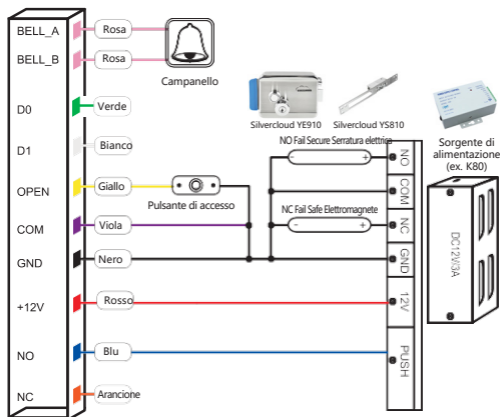 BELL_A
Rosa
BELL_B
Rosa
Campanello
D0
Verde
D1
Bianco
OPEN
Giallo
Pulsante di accesso
COM
Viola
GND
Nero
+12V
Rosso
NO
Blu
NC
Arancione
Silvercloud YE910
Silvercloud YS810
NO Fail Secure Serratura elettrica
- +
NC Fail Safe Elettromagnete
- +
NO
COM
NC
GND
12V
PUSH
Sorgente di
alimentazione
(ex. K80)
DC12V/3A